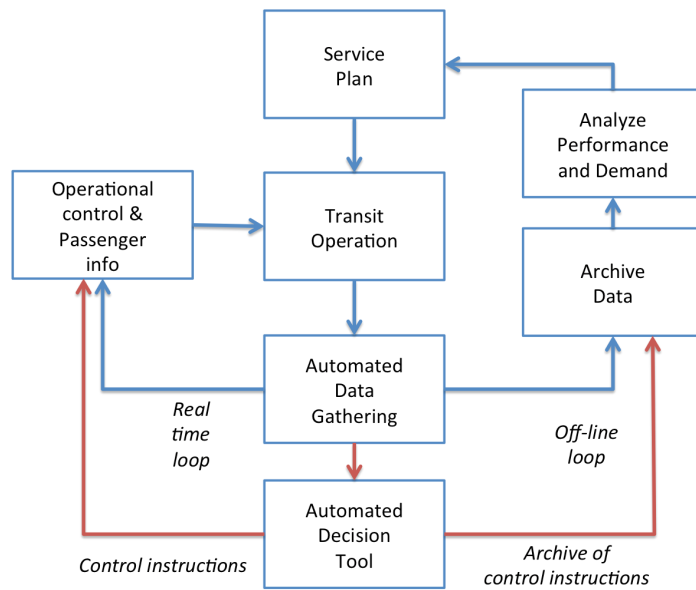 Service
Plan
Analyze
Performance
and Demand
Operational
control &
Passenger
info
Transit
Operation
Archive
Data
Automated
Data
Gathering
Real
time
loop
Off-line
loop
Automated
Decision
Tool
Control instructions
Archive of
control instructions